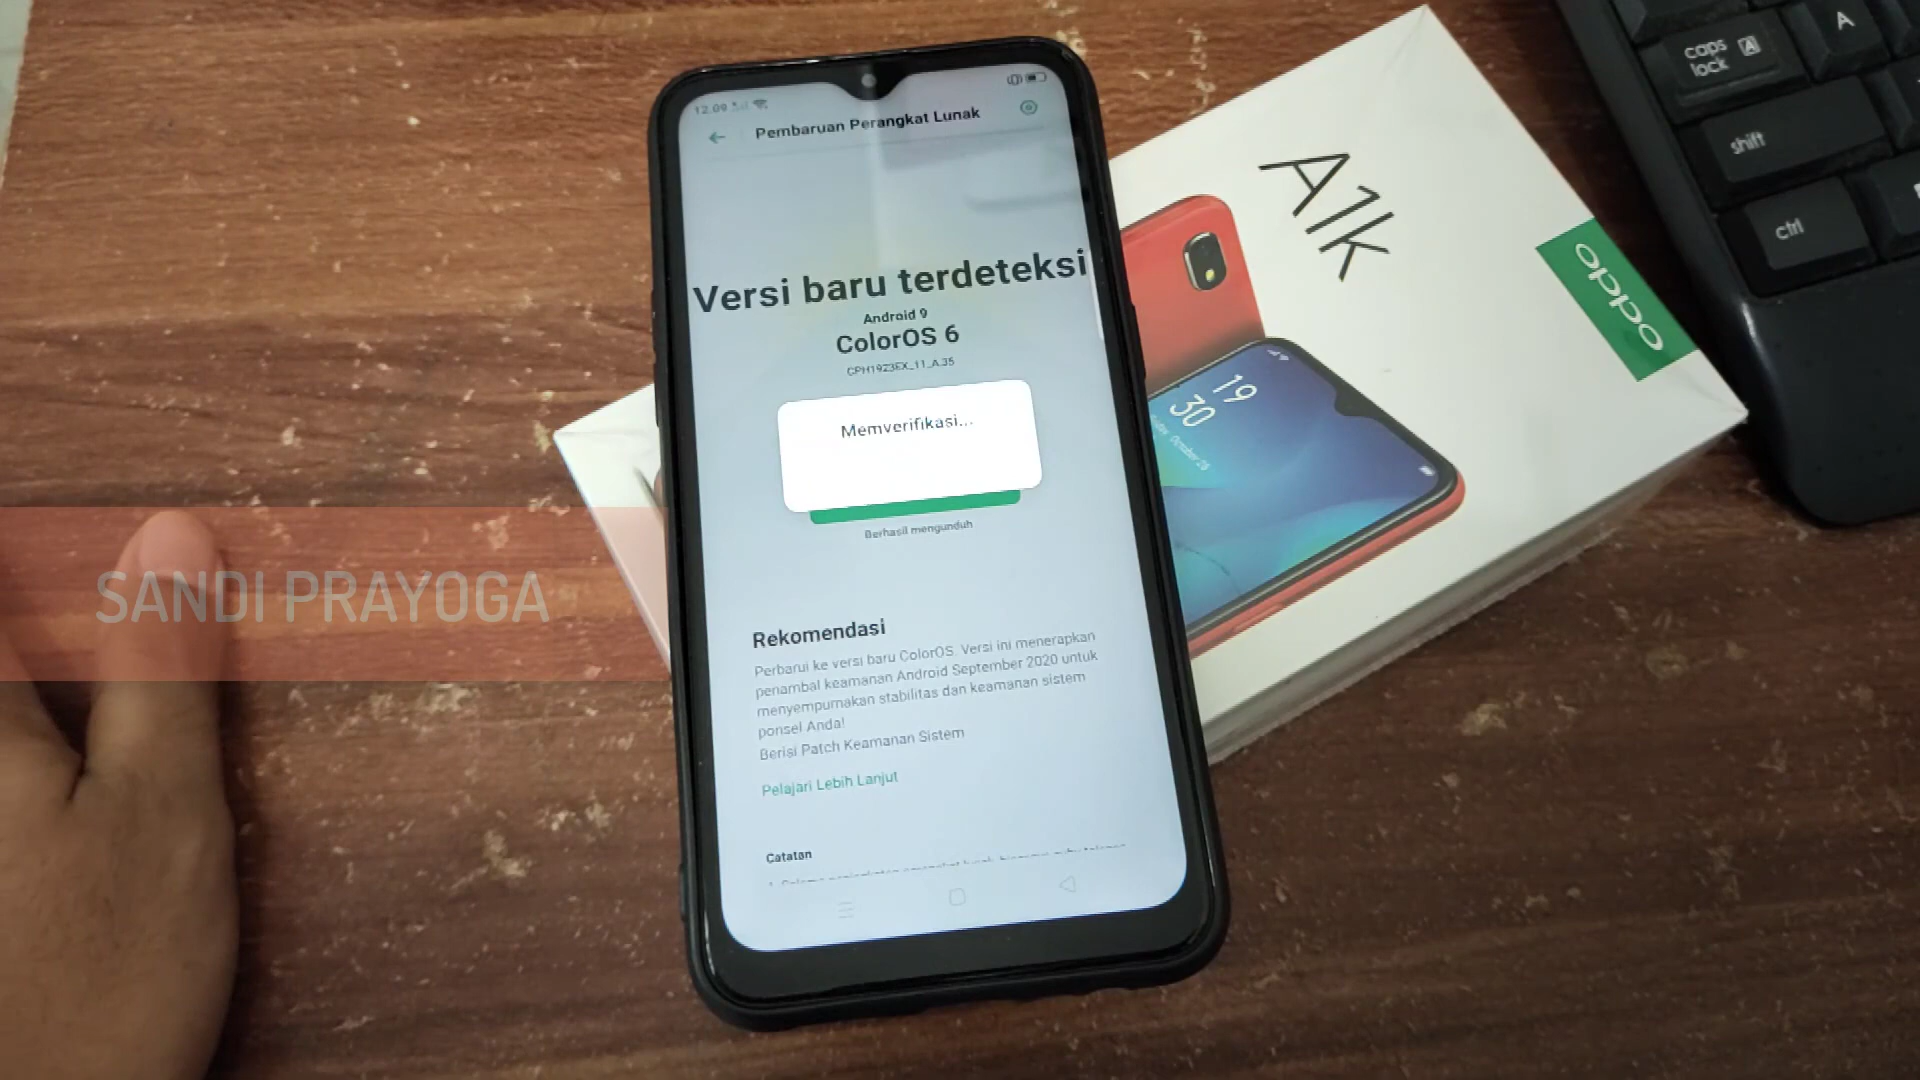 12.09
Pembaruan Perangkat Lunak
Versi baru terdeteksi
Android 9
ColorOS 6
CPH1923EX_11_A.35
Memverifikasi...
Berhasil mengunduh
Rekomendasi
Perbarui ke versi baru ColorOS. Versi ini menerapkan
penambal keamanan Android September 2020 untuk
menyempurnakan stabilitas dan keamanan sistem
ponsel Anda!
Berisi Patch Keamanan Sistem
Pelajari Lebih Lanjut
Catatan
SANDI PRAYOGA
A1k
oppo
19
30
caps
lock
A
A
shift
ctrl